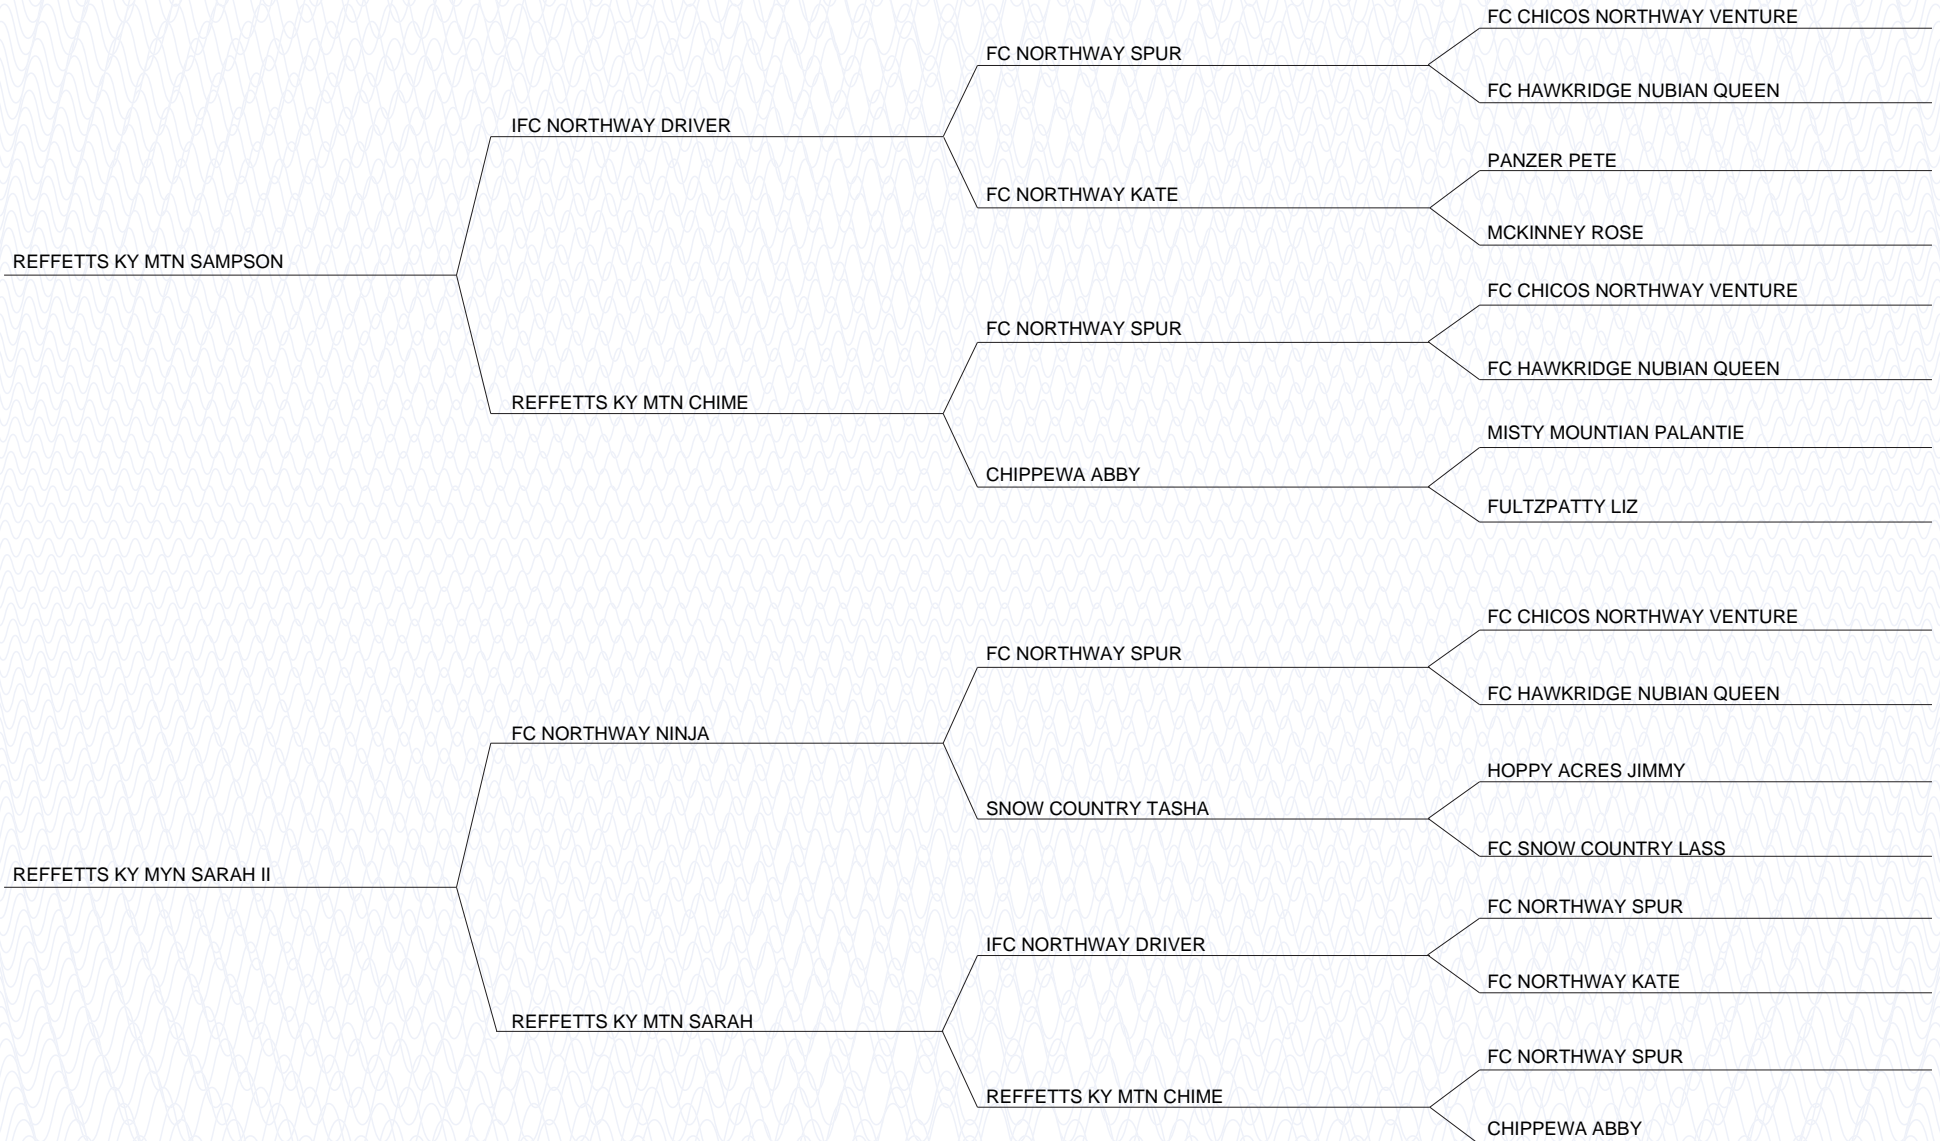 FC CHICOS NORTHWAY VENTURE
FC NORTHWAY SPUR
FC HAWKRIDGE NUBIAN QUEEN
IFC NORTHWAY DRIVER
PANZER PETE
FC NORTHWAY KATE
MCKINNEY ROSE
REFFETTS KY MTN SAMPSON
FC CHICOS NORTHWAY VENTURE
FC NORTHWAY SPUR
FC HAWKRIDGE NUBIAN QUEEN
REFFETTS KY MTN CHIME
MISTY MOUNTIAN PALANTIE
CHIPPEWA ABBY
FULTZPATTY LIZ
FC CHICOS NORTHWAY VENTURE
FC NORTHWAY SPUR
FC HAWKRIDGE NUBIAN QUEEN
FC NORTHWAY NINJA
HOPPY ACRES JIMMY
SNOW COUNTRY TASHA
FC SNOW COUNTRY LASS
REFFETTS KY MYN SARAH II
FC NORTHWAY SPUR
IFC NORTHWAY DRIVER
FC NORTHWAY KATE
REFFETTS KY MTN SARAH
FC NORTHWAY SPUR
REFFETTS KY MTN CHIME
CHIPPEWA ABBY